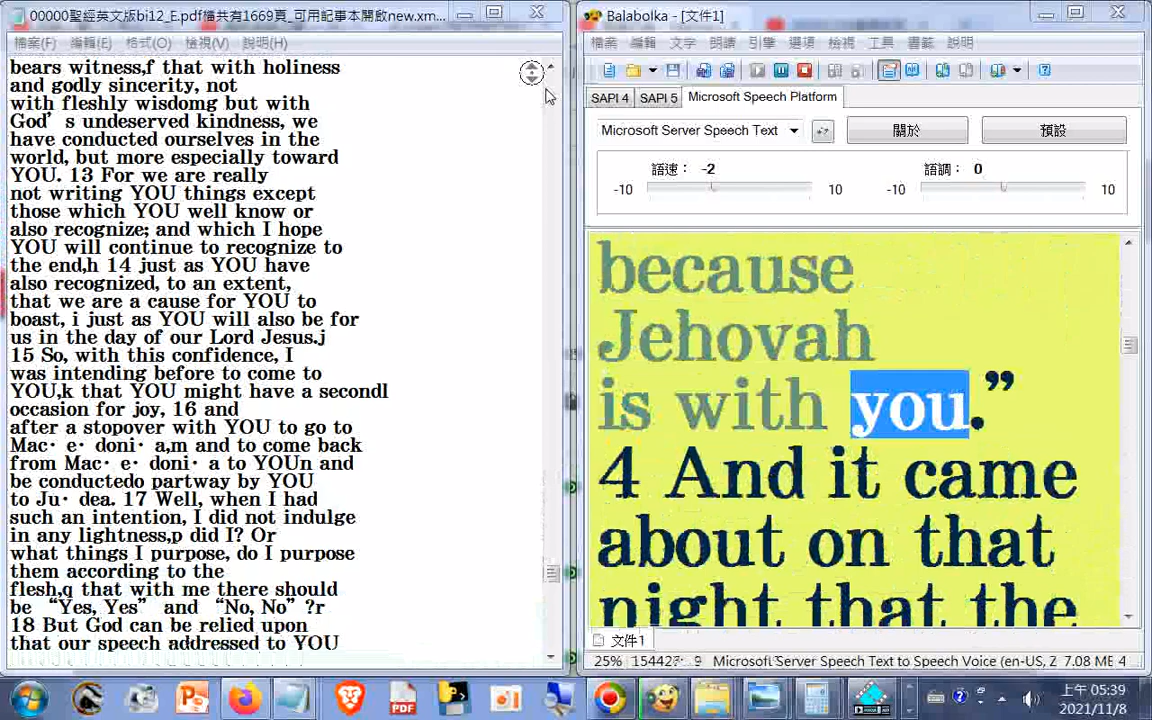 00000聖經英文版bi12_E.pdf檔共有1669頁_可用記事本開啟new.xm...
檔案(F) 編輯(E) 格式(O) 檢視(V) 說明(H)
bears witness,f that with holiness
and godly sincerity, not
with fleshly wisdomg but with
God’s undeserved kindness, we
have conducted ourselves in the
world, but more especially toward
YOU. 13 For we are really
not writing YOU things except
those which YOU well know or
also recognize; and which I hope
YOU will continue to recognize to
the end,h 14 just as YOU have
also recognized, to an extent,
that we are a cause for YOU to
boast, i just as YOU will also be for
us in the day of our Lord Jesus.j
15 So, with this confidence, I
was intending before to come to
YOU,k that YOU might have a secondl
occasion for joy, 16 and
after a stopover with YOU to go to
Mac·e·doni·a,m and to come back
from Mac·e·doni·a to YOUn and
be conductedo partway by YOU
to Ju·dea. 17 Well, when I had
such an intention, I did not indulge
in any lightness,p did I? Or
what things I purpose, do I purpose
them according to the
flesh,q that with me there should
be “Yes, Yes” and “No, No”?r
18 But God can be relied upon
that our speech addressed to YOU
Balabolka - [文件1]
檔案 編輯 文字 朗讀 引擎 選項 檢視 工具 書籤 說明
SAPI 4 SAPI 5 Microsoft Speech Platform
Microsoft Server Speech Text 關於 預設
語速： -2 語調： 0
-10 10 -10 10
because
Jehovah
is with you.”
4 And it came
about on that
night that the
文件1
25% Microsoft Server Speech Text to Speech Voice (en-US, Z 7.08 ME 4
PDF
上午 05:39
2021/11/8